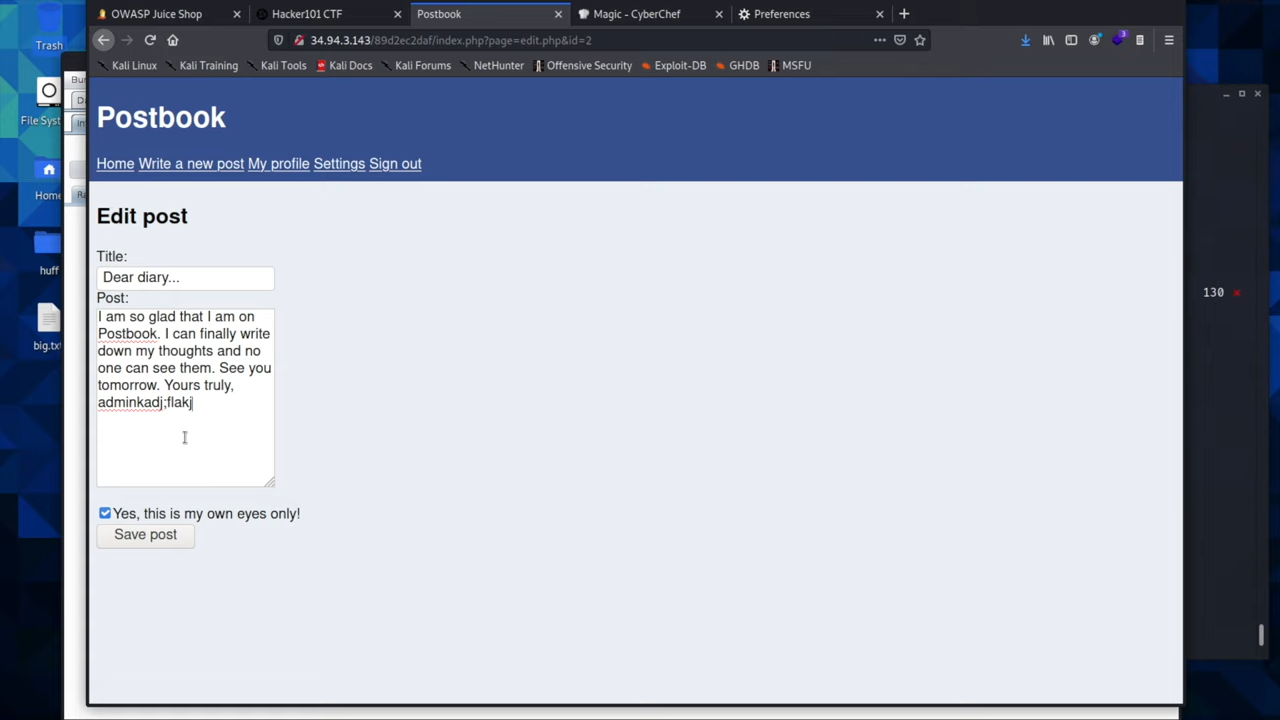 OWASP Juice Shop
Hacker101 CTF
Postbook
Magic - CyberChef
Preferences
34.94.3.143/89d2ec2daf/index.php?page=edit.php&id=2
3
Kali Linux
Kali Training
Kali Tools
Kali Docs
Kali Forums
NetHunter
Offensive Security
Exploit-DB
GHDB
MSFU
Trash
File Sys
Home
huff
big.tx
Bu
Postbook
Home Write a new post My profile Settings Sign out
Edit post
Title:
Dear diary...
Post:
I am so glad that I am on
Postbook. I can finally write
down my thoughts and no
one can see them. See you
tomorrow. Yours truly,
adminkadj;flakj
Yes, this is my own eyes only!
Save post
130